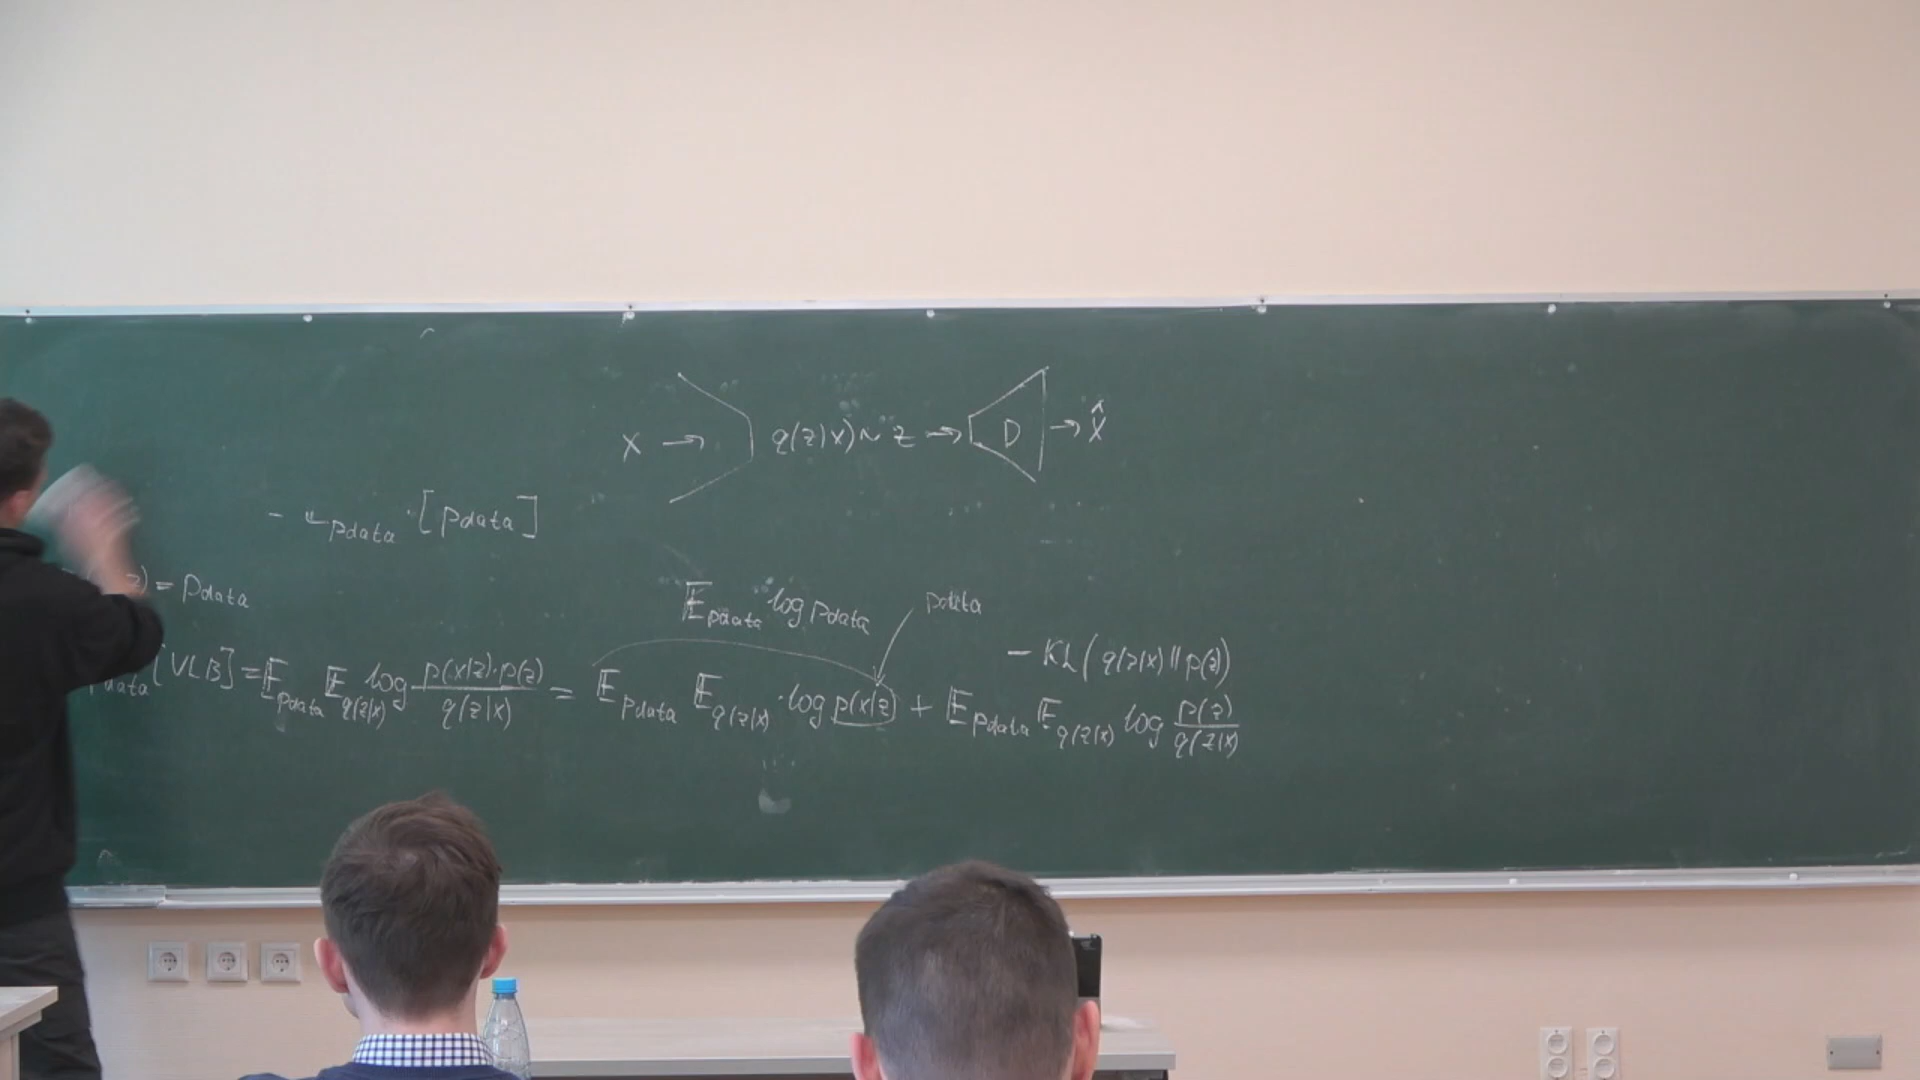 X → q(z|x) ~ z → D → X̂
- pdata · [pdata]
) = pdata
𝔼pdata log pdata
pdata
- KL(q(z|x) || p(z))
pdata [VLB] = 𝔼pdata 𝔼q(z|x) log p(x|z)·p(z) / q(z|x) = 𝔼pdata 𝔼q(z|x) · log p(x|z) + 𝔼pdata 𝔼q(z|x) log p(z) / q(z|x)